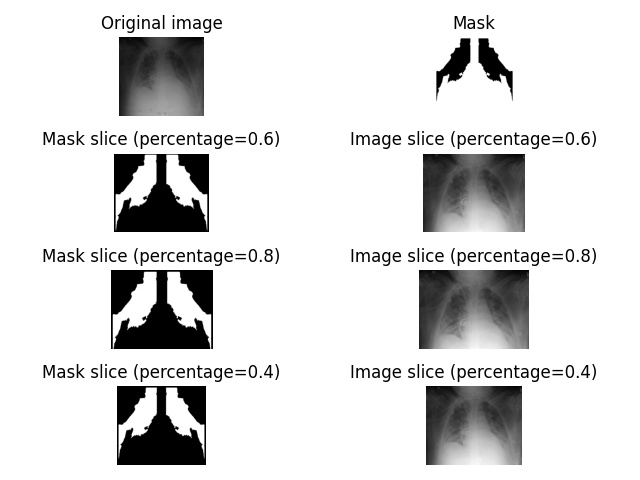 Original image
Mask
Mask slice (percentage=0.6)
Image slice (percentage=0.6)
Mask slice (percentage=0.8)
Image slice (percentage=0.8)
Mask slice (percentage=0.4)
Image slice (percentage=0.4)